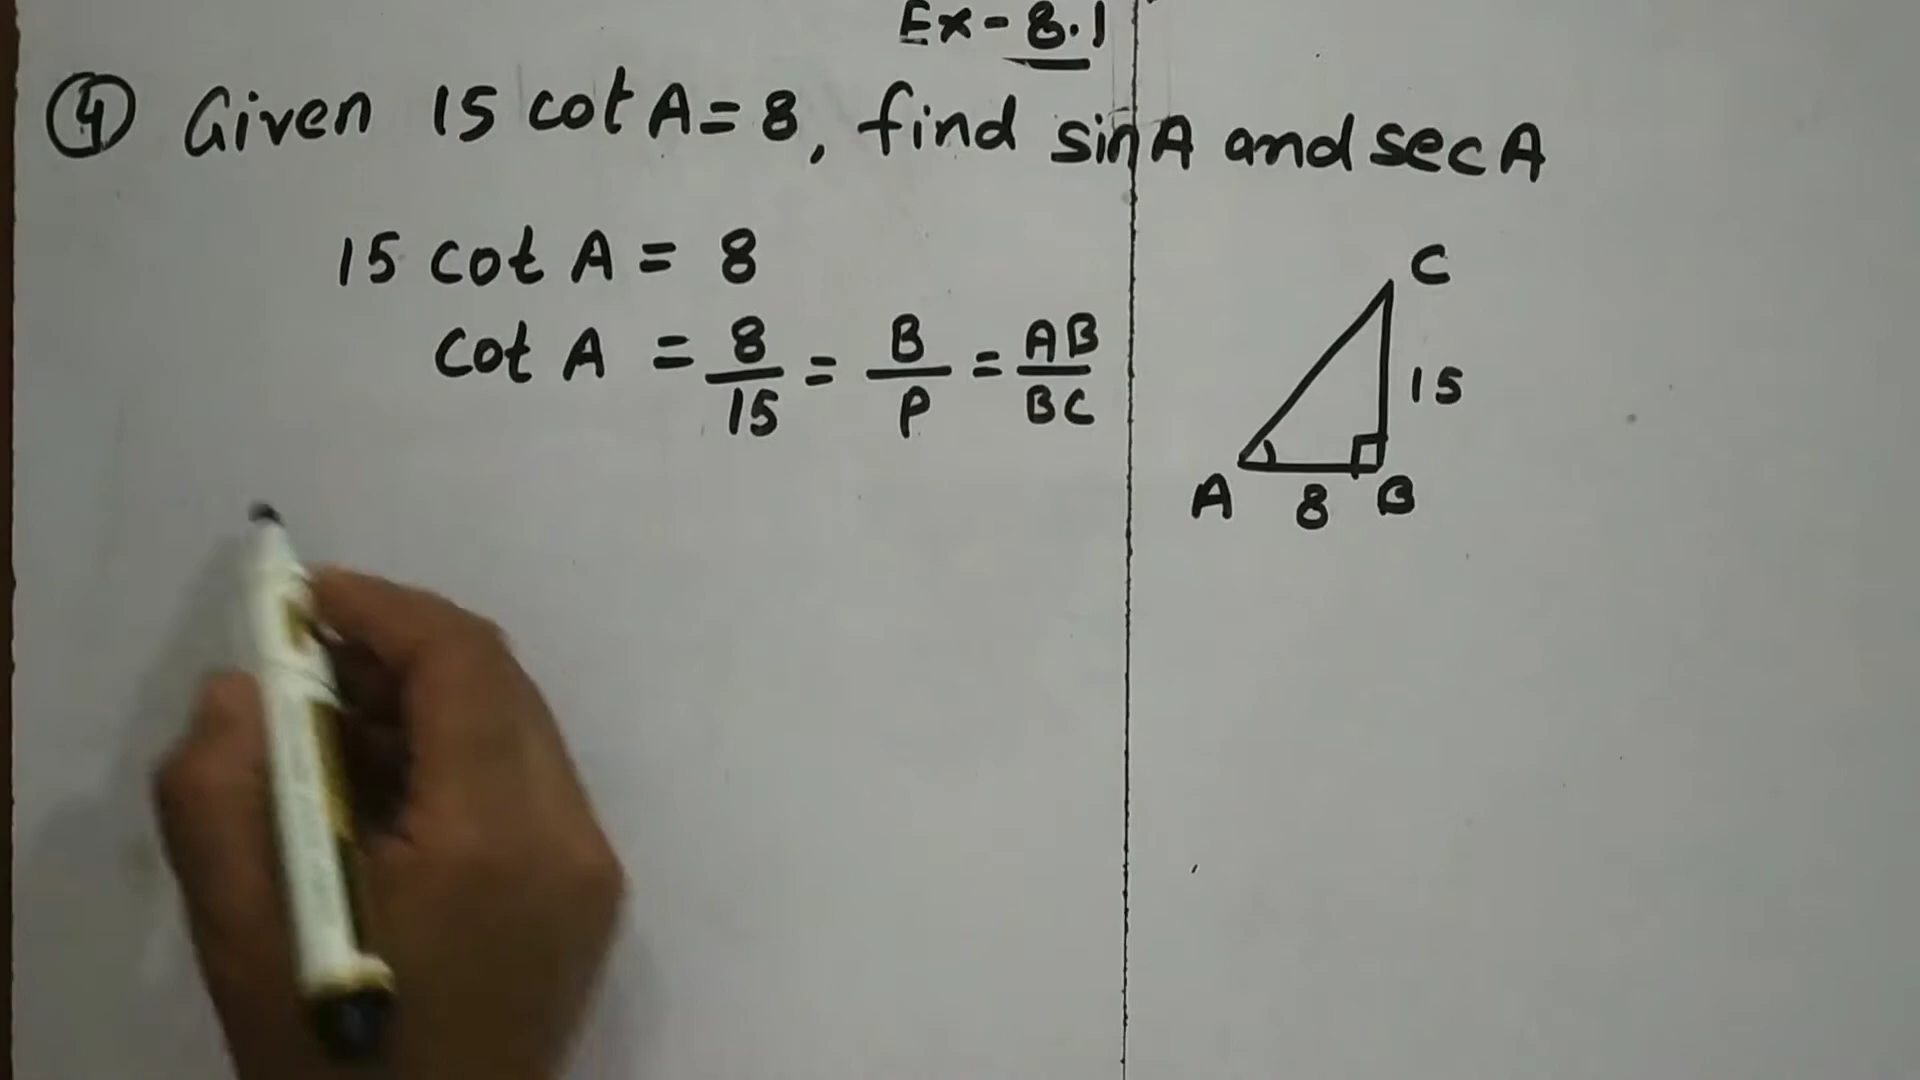 Ex - 8.1
④ Given 15 cot A = 8, find sin A and sec A
15 cot A = 8
cot A = 8/15 = B/P = AB/BC
C
15
A 8 B